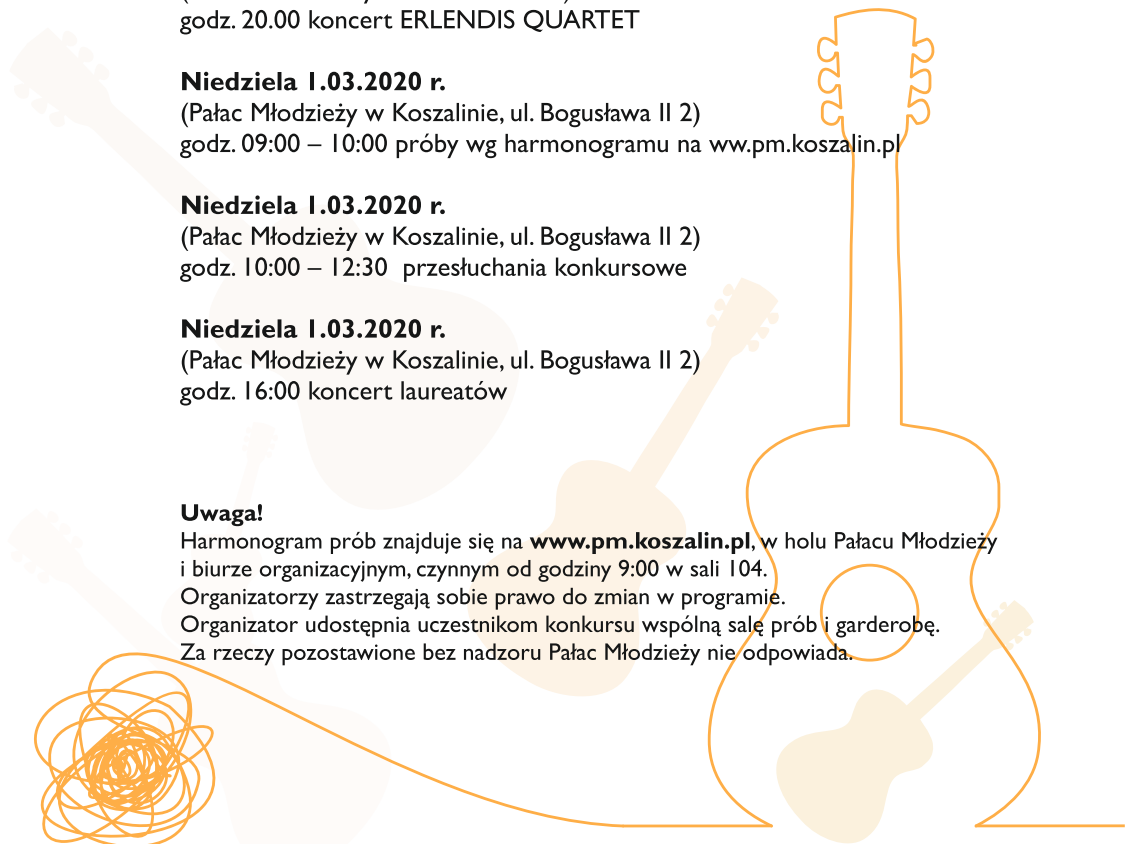 godz. 20.00 koncert ERLENDIS QUARTET
Niedziela 1.03.2020 r.
(Pałac Młodzieży w Koszalinie, ul. Bogusława II 2)
godz. 09:00 – 10:00 próby wg harmonogramu na ww.pm.koszalin.pl
Niedziela 1.03.2020 r.
(Pałac Młodzieży w Koszalinie, ul. Bogusława II 2)
godz. 10:00 – 12:30 przesłuchania konkursowe
Niedziela 1.03.2020 r.
(Pałac Młodzieży w Koszalinie, ul. Bogusława II 2)
godz. 16:00 koncert laureatów
Uwaga!
Harmonogram prób znajduje się na www.pm.koszalin.pl, w holu Pałacu Młodzieży
i biurze organizacyjnym, czynnym od godziny 9:00 w sali 104.
Organizatorzy zastrzegają sobie prawo do zmian w programie.
Organizator udostępnia uczestnikom konkursu wspólną salę prób i garderobę.
Za rzeczy pozostawione bez nadzoru Pałac Młodzieży nie odpowiada.